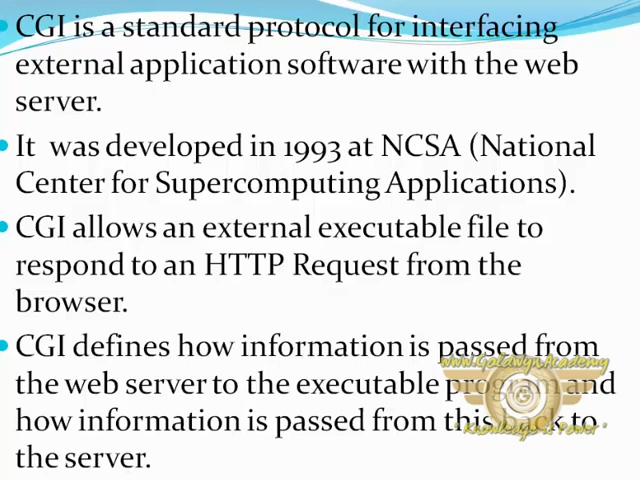 CGI is a standard protocol for interfacing
external application software with the web
server.
It was developed in 1993 at NCSA (National
Center for Supercomputing Applications).
CGI allows an external executable file to
respond to an HTTP Request from the
browser.
CGI defines how information is passed from
www.GoldWynAcademy
the web server to the executable program and
how information is passed from this back to
"Knowledge is Power"
the server.